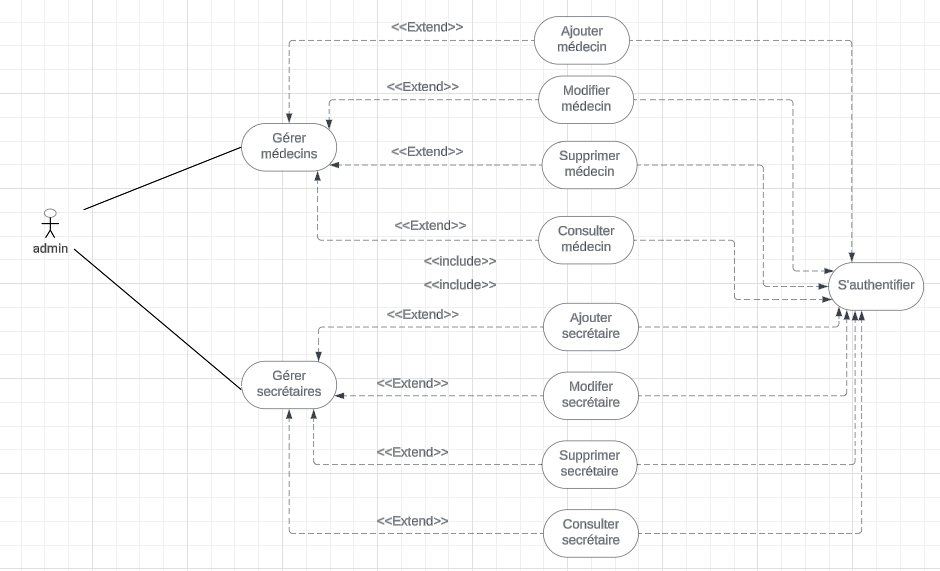 <<Extend>>
Ajouter
médecin
<<Extend>>
Modifier
médecin
Gérer
médecins
<<Extend>>
Supprimer
médecin
admin
<<Extend>>
Consulter
médecin
<<include>>
<<include>>
S'authentifier
<<Extend>>
Ajouter
secrétaire
Gérer
secrétaires
<<Extend>>
Modifer
secrétaire
<<Extend>>
Supprimer
secrétaire
<<Extend>>
Consulter
secrétaire